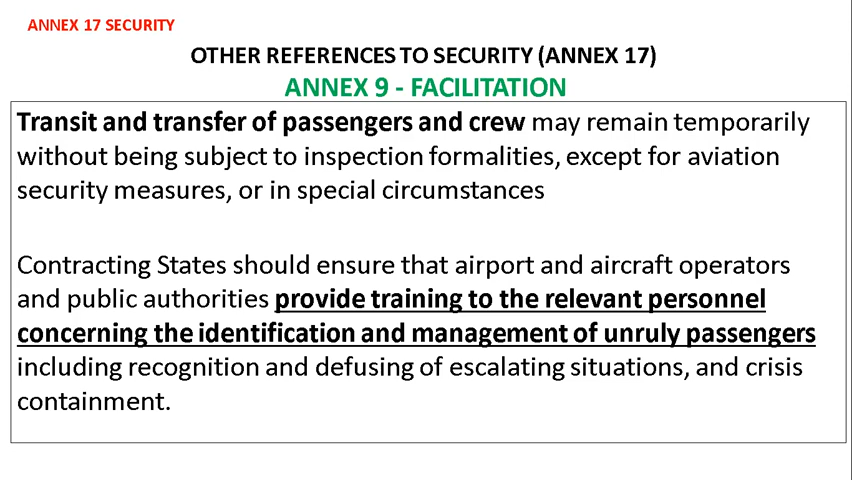 ANNEX 17 SECURITY
OTHER REFERENCES TO SECURITY (ANNEX 17)
ANNEX 9 - FACILITATION
Transit and transfer of passengers and crew may remain temporarily
without being subject to inspection formalities, except for aviation
security measures, or in special circumstances
Contracting States should ensure that airport and aircraft operators
and public authorities provide training to the relevant personnel
concerning the identification and management of unruly passengers
including recognition and defusing of escalating situations, and crisis
containment.